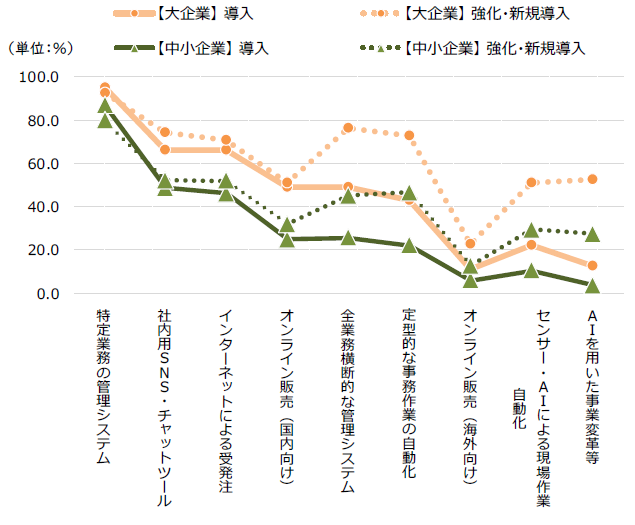 【大企業】導入
【大企業】強化・新規導入
(単位:%)
【中小企業】導入
【中小企業】強化・新規導入
100.0
80.0
60.0
40.0
20.0
0.0
特定業務の管理システム
社内用SNS・チャットツール
インターネットによる受発注
オンライン販売(国内向け)
全業務横断的な管理システム
定型的な事務作業の自動化
オンライン販売(海外向け)
センサー・AIによる現場作業
自動化
AIを用いた事業変革等